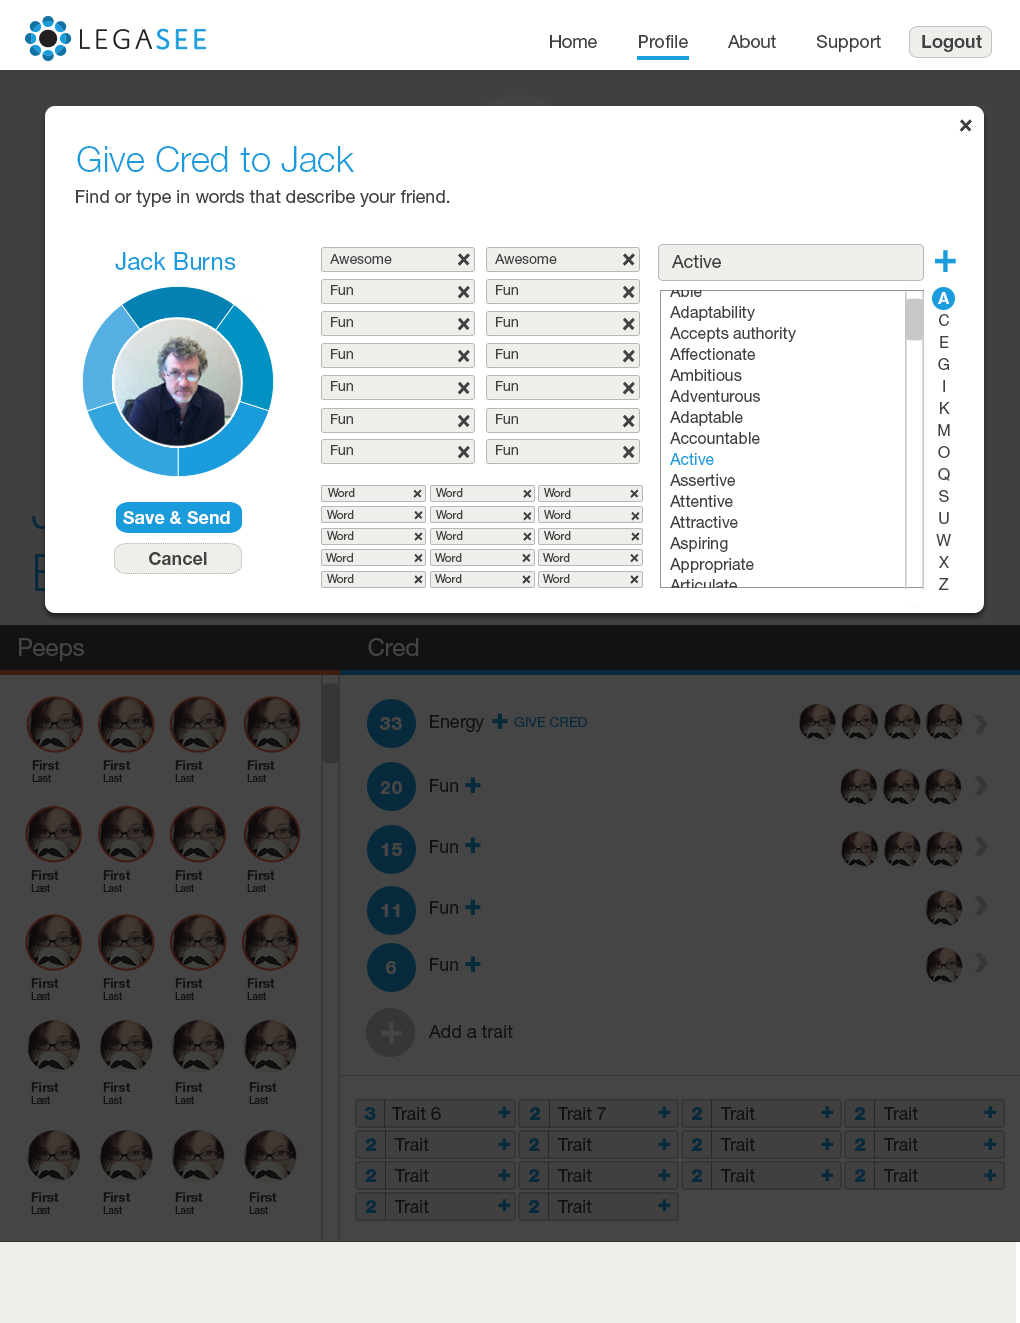 LEGASEE
Home Profile About Support Logout
Give Cred to Jack
Find or type in words that describe your friend.
Jack Burns
Save & Send
Cancel
Awesome Awesome
Fun Fun
Fun Fun
Fun Fun
Fun Fun
Fun Fun
Fun Fun
Word Word Word
Word Word Word
Word Word Word
Word Word Word
Word Word Word
Active
Able
Adaptability
Accepts authority
Affectionate
Ambitious
Adventurous
Adaptable
Accountable
Active
Assertive
Attentive
Attractive
Aspiring
Appropriate
Articulate
A
C
E
G
I
K
M
O
Q
S
U
W
X
Z
Peeps
First First First First
Last Last Last Last
First First First First
Last Last Last Last
First First First First
Last Last Last Last
First First First First
Last Last Last Last
First First First First
Last Last Last Last
Cred
33 Energy GIVE CRED
20 Fun
15 Fun
11 Fun
6 Fun
Add a trait
3 Trait 6 2 Trait 7 2 Trait 2 Trait
2 Trait 2 Trait 2 Trait 2 Trait
2 Trait 2 Trait 2 Trait 2 Trait
2 Trait 2 Trait